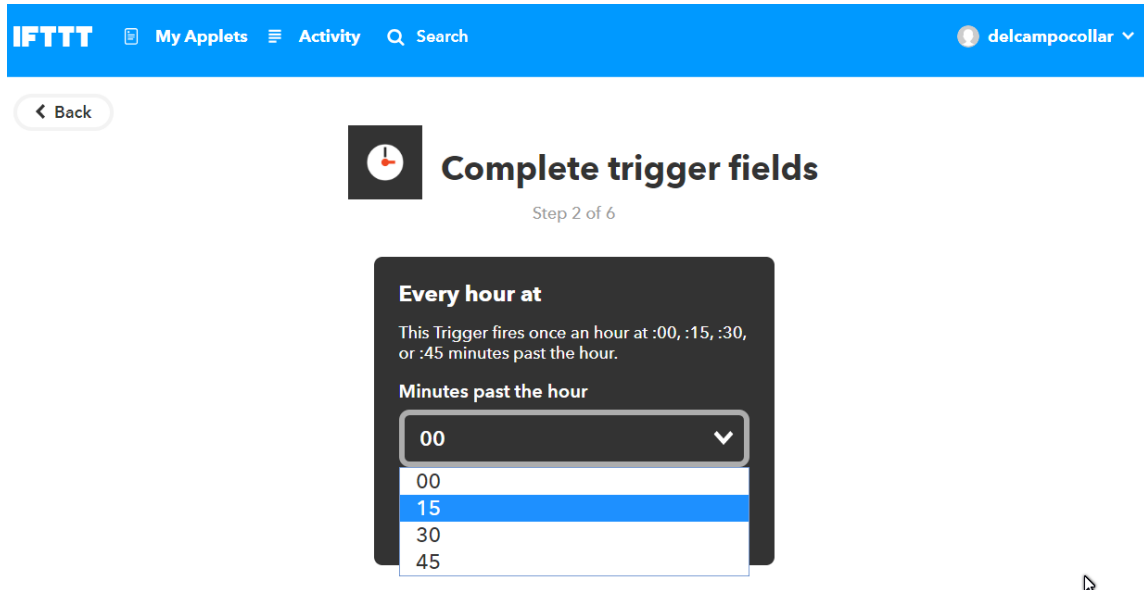 IFTTT My Applets Activity Search delcampocollar
Back
Complete trigger fields
Step 2 of 6
Every hour at
This Trigger fires once an hour at :00, :15, :30,
or :45 minutes past the hour.
Minutes past the hour
00
00
15
30
45